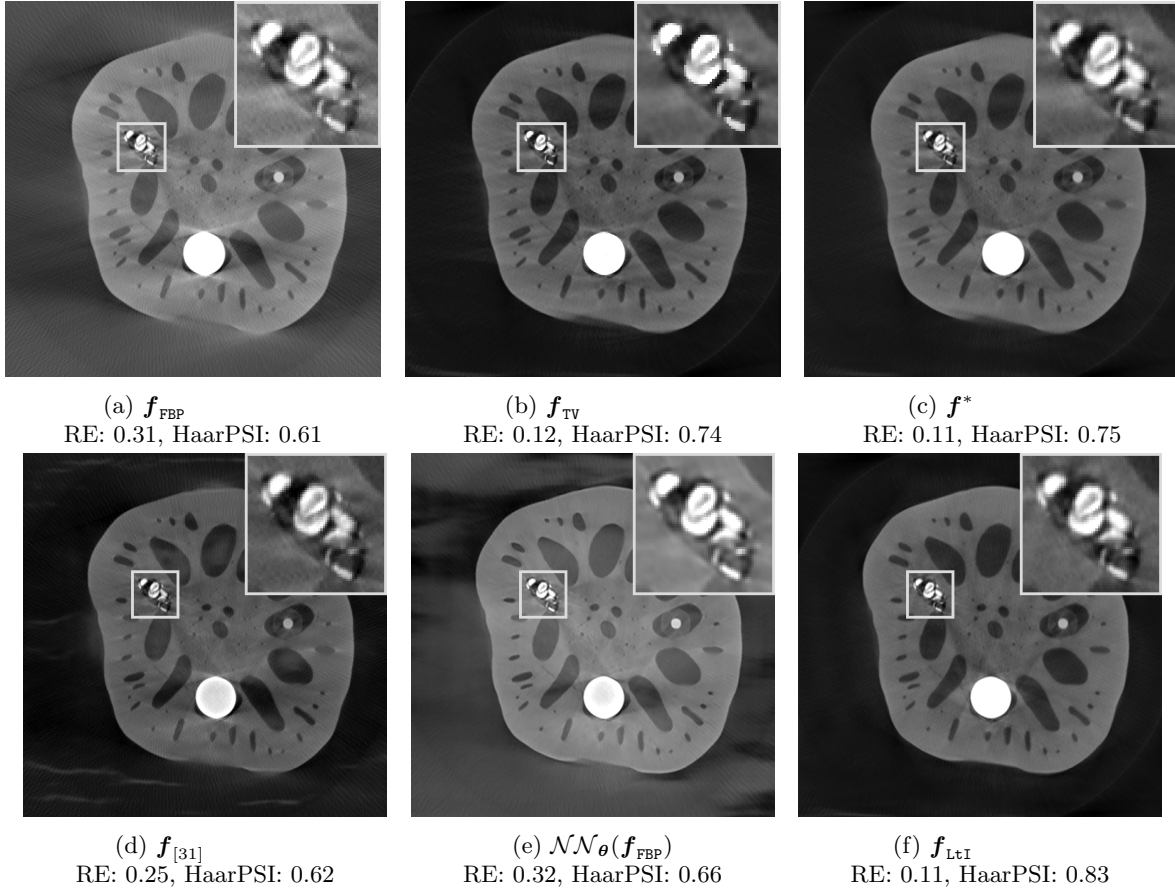 (a) f_FBP
RE: 0.31, HaarPSI: 0.61
(b) f_TV
RE: 0.12, HaarPSI: 0.74
(c) f*
RE: 0.11, HaarPSI: 0.75
(d) f_[31]
RE: 0.25, HaarPSI: 0.62
(e) 𝒩𝒩_θ(f_FBP)
RE: 0.32, HaarPSI: 0.66
(f) f_LtI
RE: 0.11, HaarPSI: 0.83